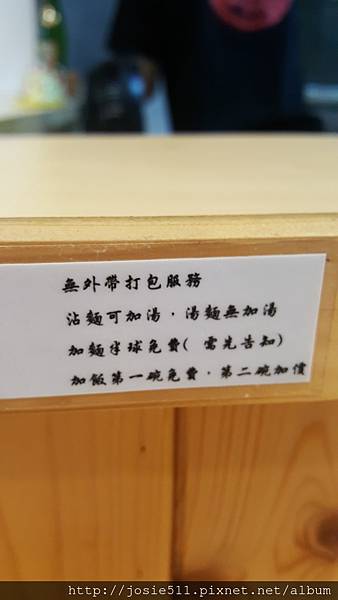 無外帶打包服務
沾麵可加湯，湯麵無加湯
加麵半球免費( 需先告知)
加飯第一碗免費，第二碗加價
http://josie511.pixnet.net/album